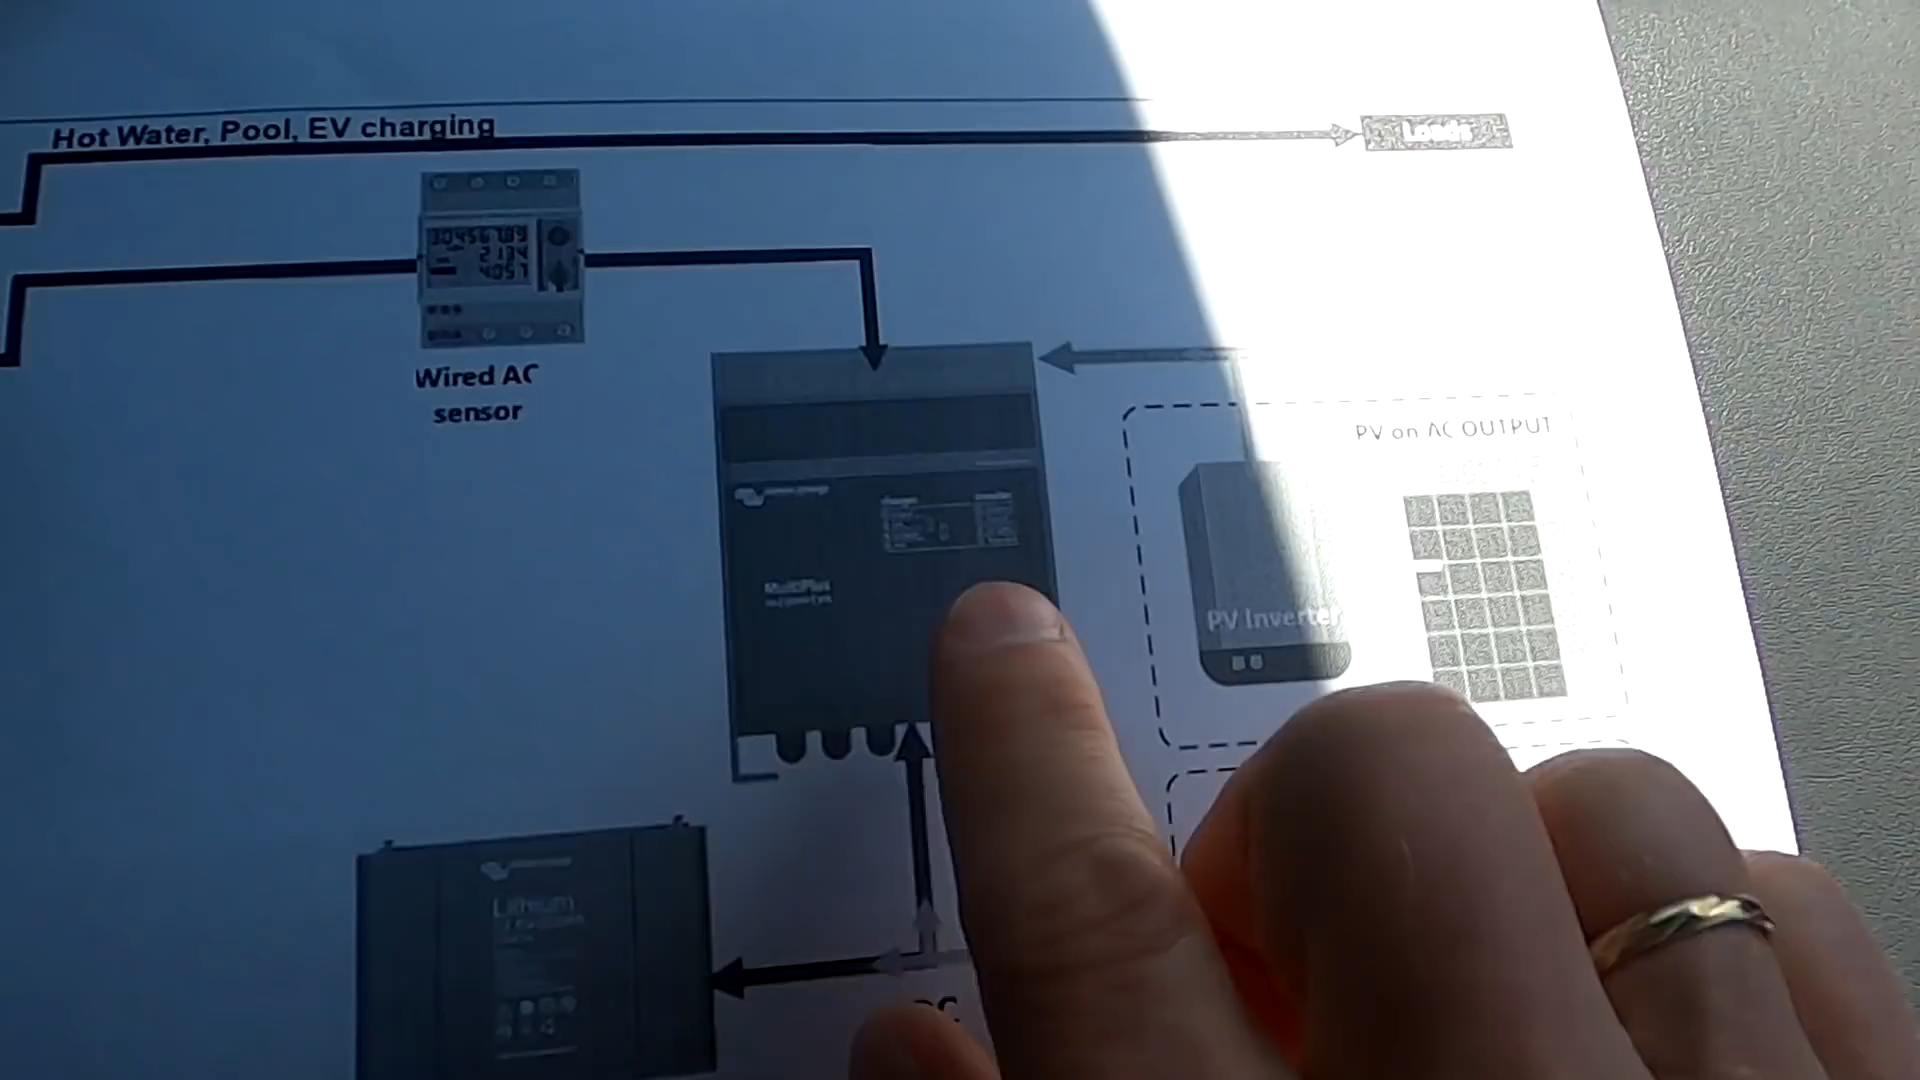 Hot Water, Pool, EV charging
Loads
30456789
2134
4057
Wired AC
sensor
PV on AC OUTPUT
MultiPlus
PV Inverter
Lithium